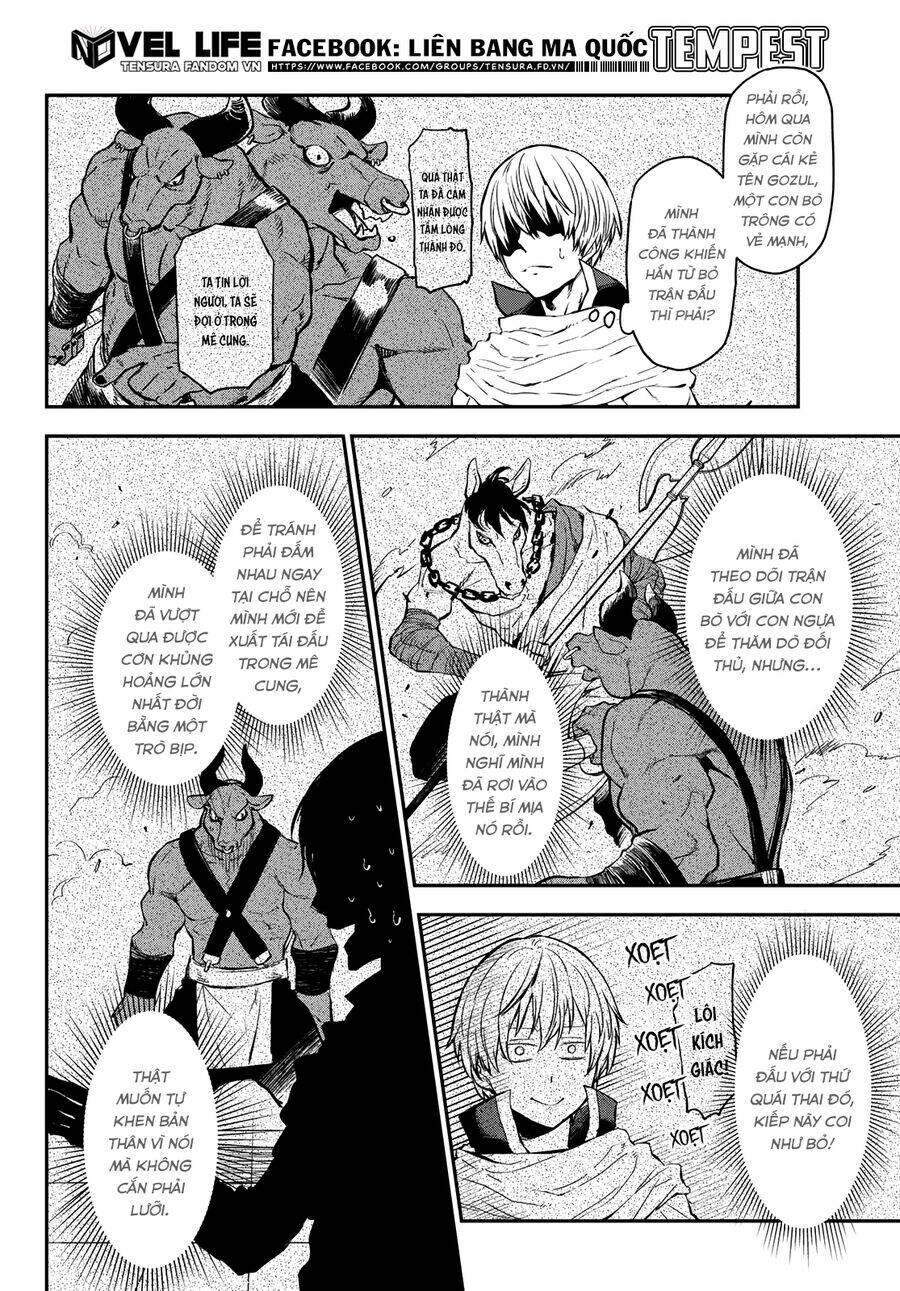 NOVEL LIFE
TENSURA FANDOM VN
FACEBOOK: LIÊN BANG MA QUỐC
HTTPS://WWW.FACEBOOK.COM/GROUPS/TENSURA.FD.VN/
TEMPEST
PHẢI RỒI,
HÔM QUA
MÌNH CÒN
GẶP CÁI KẺ
TÊN GOZUL,
MỘT CON BÒ
TRÔNG CÓ
VẺ MẠNH,
MÌNH
ĐÃ THÀNH
CÔNG KHIẾN
HẮN TỪ BỎ
TRẬN ĐẤU
THÌ PHẢI?
QUẢ THẬT
TA ĐÃ CẢM
NHẬN ĐƯỢC
TẤM LÒNG
THÀNH ĐÓ.
TA TIN LỜI
NGƯƠI, TA SẼ
ĐỢI Ở TRONG
MÊ CUNG.
MÌNH ĐÃ
THEO DÕI TRẬN
ĐẤU GIỮA CON
BÒ VỚI CON NGỰA
ĐỂ THĂM DÒ ĐỐI
THỦ, NHƯNG...
THÀNH
THẬT MÀ
NÓI, MÌNH
NGHĨ MÌNH
ĐÃ RƠI VÀO
THẾ BÍ MỊA
NÓ RỒI.
ĐỂ TRÁNH
PHẢI ĐẤM
NHAU NGAY
TẠI CHỖ NÊN
MÌNH MỚI ĐỀ
XUẤT TÁI ĐẤU
TRONG MÊ
CUNG,
MÌNH
ĐÃ VƯỢT
QUA ĐƯỢC
CƠN KHỦNG
HOẢNG LỚN
NHẤT ĐỜI
BẰNG MỘT
TRÒ BỊP.
THẬT
MUỐN TỰ
KHEN BẢN
THÂN VÌ NÓI
MÀ KHÔNG
CẮN PHẢI
LƯỠI.
NẾU PHẢI
ĐẤU VỚI THỨ
QUÁI THAI ĐÓ,
KIẾP NÀY COI
NHƯ BỎ!
LÔI
KÍCH
GIÁC!
XOẸT
XOẸT
XOẸT
XOẸT
XOẸT